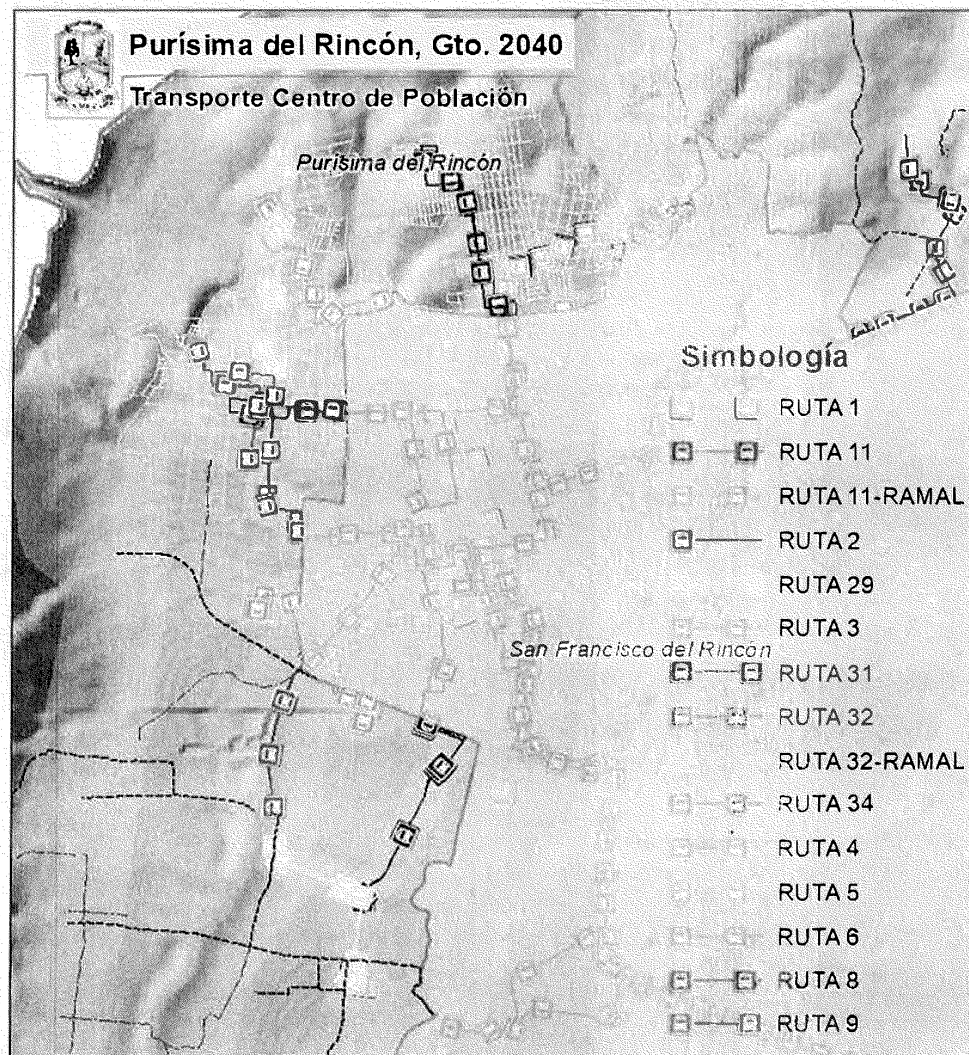 Purísima del Rincón, Gto. 2040
Transporte Centro de Población
Purísima del Rincón
Simbología
RUTA 1
RUTA 11
RUTA 11-RAMAL
RUTA 2
RUTA 29
RUTA 3
San Francisco del Rincón
RUTA 31
RUTA 32
RUTA 32-RAMAL
RUTA 34
RUTA 4
RUTA 5
RUTA 6
RUTA 8
RUTA 9